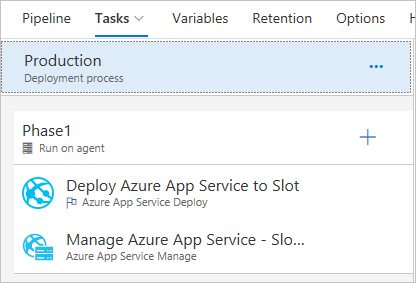 Pipeline Tasks Variables Retention Options
Production
Deployment process
Phase1
Run on agent
Deploy Azure App Service to Slot
Azure App Service Deploy
Manage Azure App Service - Slo...
Azure App Service Manage